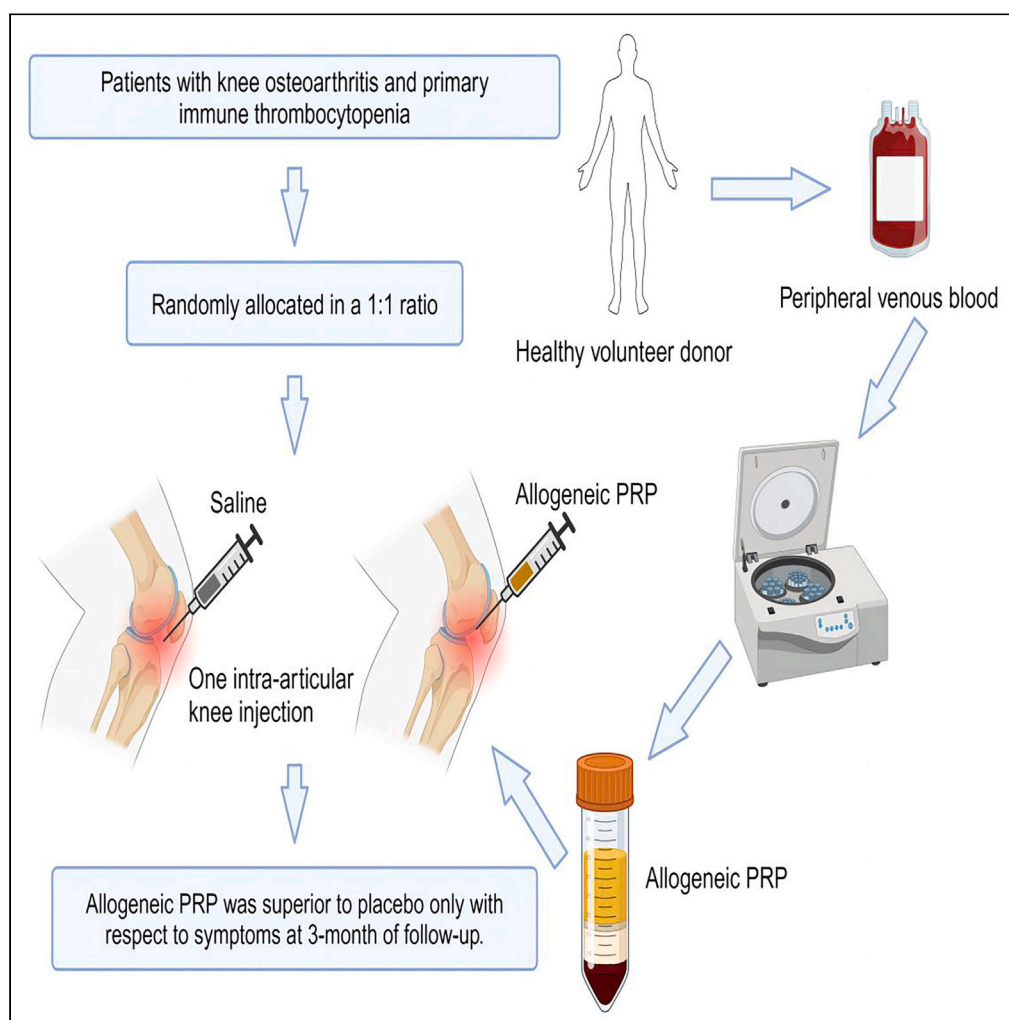 Patients with knee osteoarthritis and primary
immune thrombocytopenia
Randomly allocated in a 1:1 ratio
Healthy volunteer donor
Peripheral venous blood
Saline
Allogeneic PRP
One intra-articular
knee injection
Allogeneic PRP
Allogeneic PRP was superior to placebo only with
respect to symptoms at 3-month of follow-up.